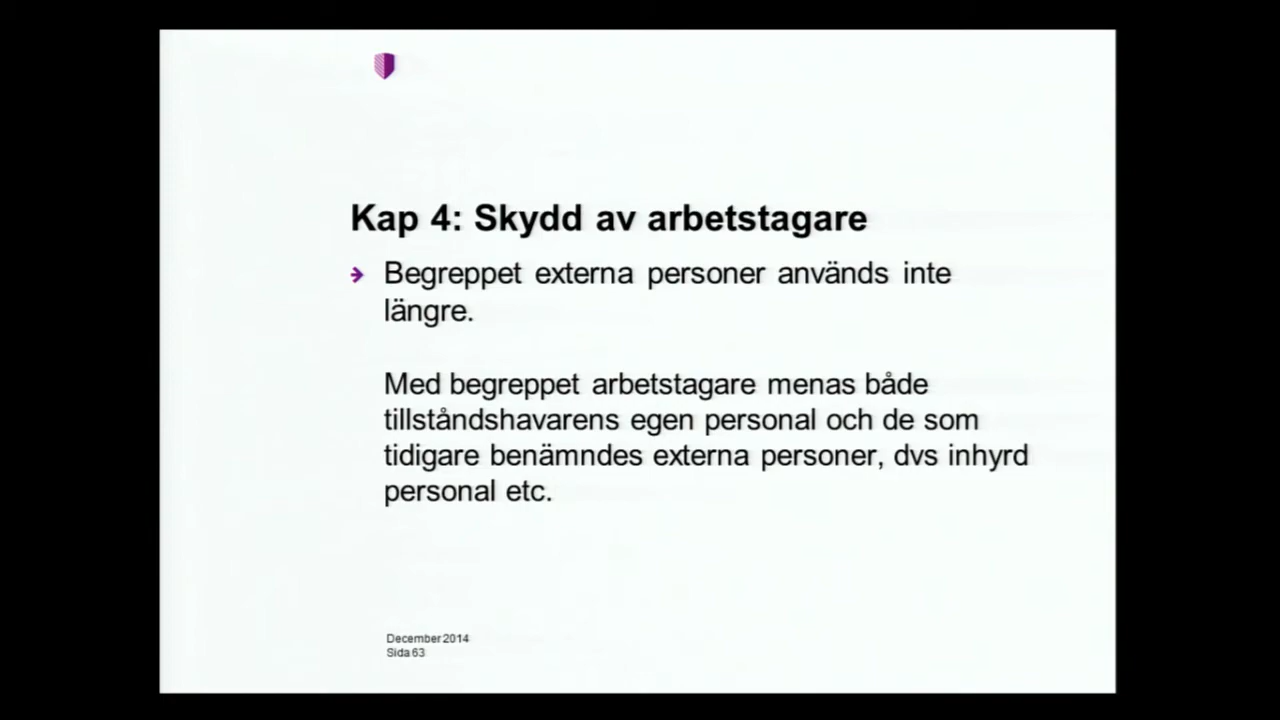 Kap 4: Skydd av arbetstagare
Begreppet externa personer används inte
längre.
Med begreppet arbetstagare menas både
tillståndshavarens egen personal och de som
tidigare benämndes externa personer, dvs inhyrd
personal etc.
December 2014
Sida 63